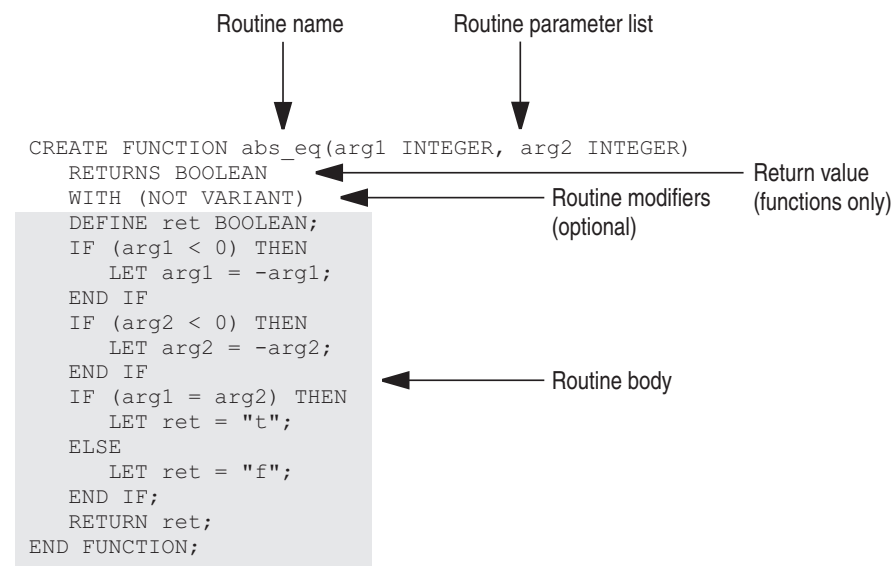 Routine name Routine parameter list
CREATE FUNCTION abs_eq(arg1 INTEGER, arg2 INTEGER)
RETURNS BOOLEAN
Return value
(functions only)
WITH (NOT VARIANT)
Routine modifiers
(optional)
DEFINE ret BOOLEAN;
IF (arg1 < 0) THEN
LET arg1 = -arg1;
END IF
IF (arg2 < 0) THEN
LET arg2 = -arg2;
END IF
Routine body
IF (arg1 = arg2) THEN
LET ret = "t";
ELSE
LET ret = "f";
END IF;
RETURN ret;
END FUNCTION;